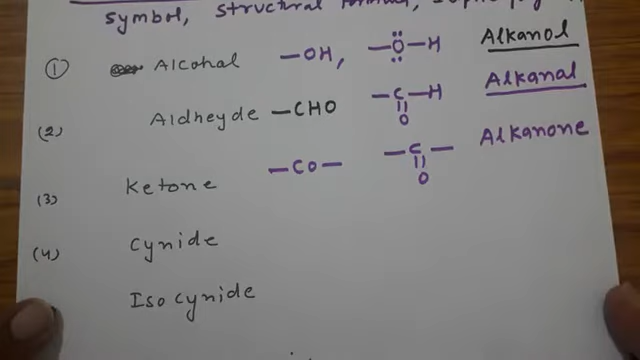 symbol, structural formula,
① Alcohal —OH, —Ö—H Alkanol
(2) Aldheyde —CHO —C—H Alkanal
O
(3) Ketone —CO— —C— Alkanone
O
(4) Cynide
Isocynide